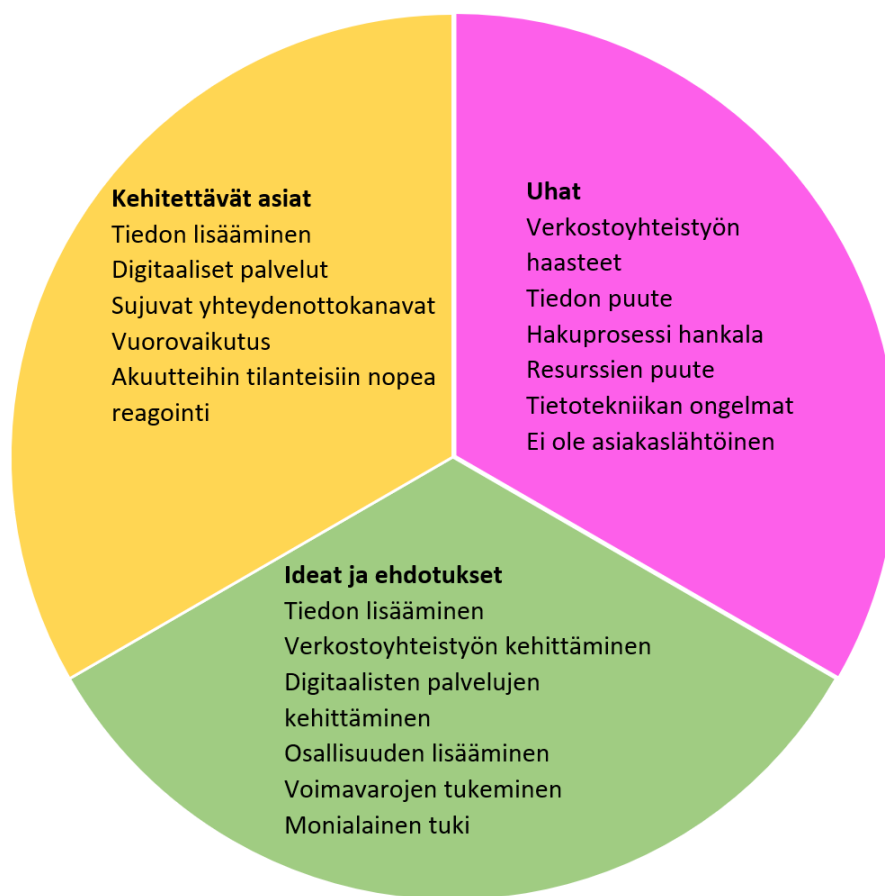 Kehitettävät asiat
Tiedon lisääminen
Digitaaliset palvelut
Sujuvat yhteydenottokanavat
Vuorovaikutus
Akuutteihin tilanteisiin nopea
reagointi
Uhat
Verkostoyhteistyön
haasteet
Tiedon puute
Hakuprosessi hankala
Resurssien puute
Tietotekniikan ongelmat
Ei ole asiakaslähtöinen
Ideat ja ehdotukset
Tiedon lisääminen
Verkostoyhteistyön kehittäminen
Digitaalisten palvelujen
kehittäminen
Osallisuuden lisääminen
Voimavarojen tukeminen
Monialainen tuki